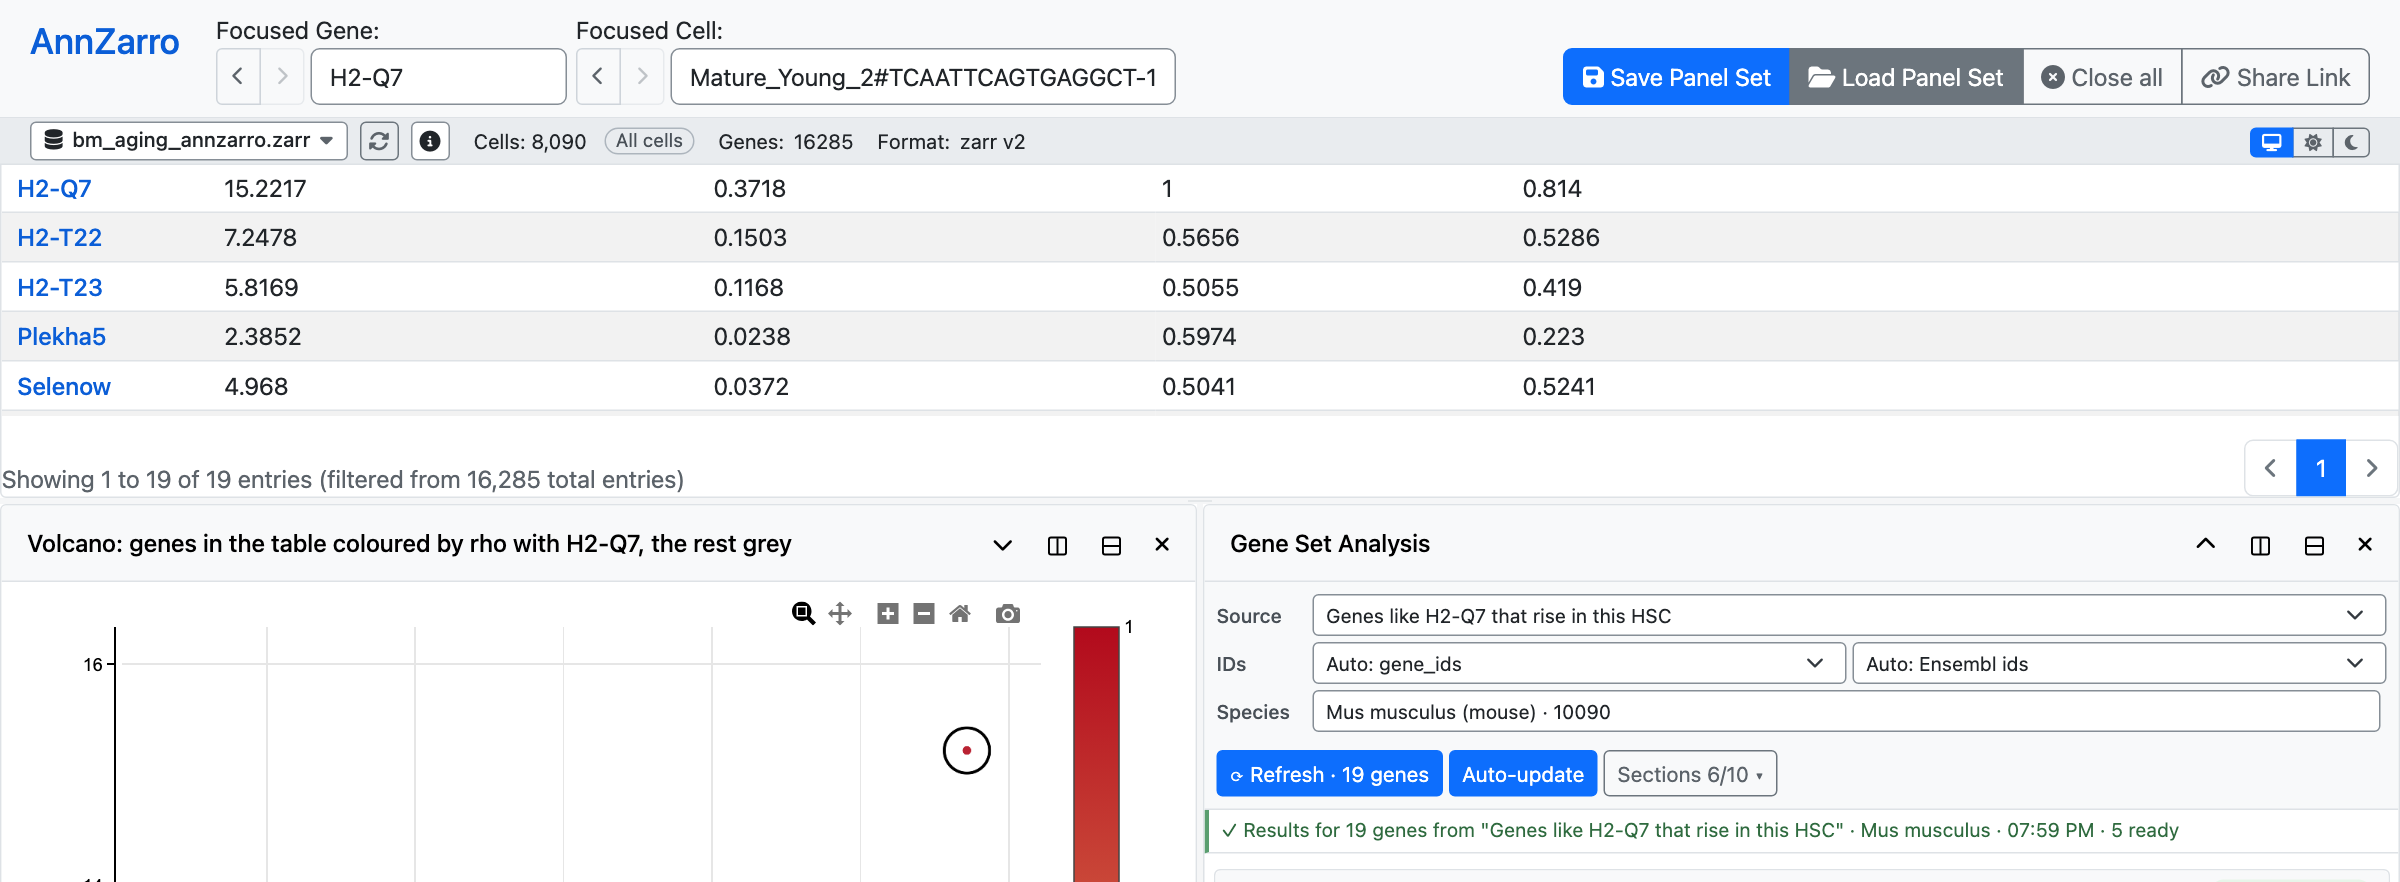 AnnZarro
Focused Gene:
H2-Q7
Focused Cell:
Mature_Young_2#TCAATTCAGTGAGGCT-1
Save Panel Set
Load Panel Set
Close all
Share Link
bm_aging_annzarro.zarr
Cells: 8,090
All cells
Genes: 16285
Format: zarr v2
H2-Q7 15.2217 0.3718 1 0.814
H2-T22 7.2478 0.1503 0.5656 0.5286
H2-T23 5.8169 0.1168 0.5055 0.419
Plekha5 2.3852 0.0238 0.5974 0.223
Selenow 4.968 0.0372 0.5041 0.5241
Showing 1 to 19 of 19 entries (filtered from 16,285 total entries)
1
Volcano: genes in the table coloured by rho with H2-Q7, the rest grey
16
1
Gene Set Analysis
Source
Genes like H2-Q7 that rise in this HSC
IDs
Auto: gene_ids
Auto: Ensembl ids
Species
Mus musculus (mouse) · 10090
⟳ Refresh · 19 genes
Auto-update
Sections 6/10 ▾
✓ Results for 19 genes from "Genes like H2-Q7 that rise in this HSC" · Mus musculus · 07:59 PM · 5 ready